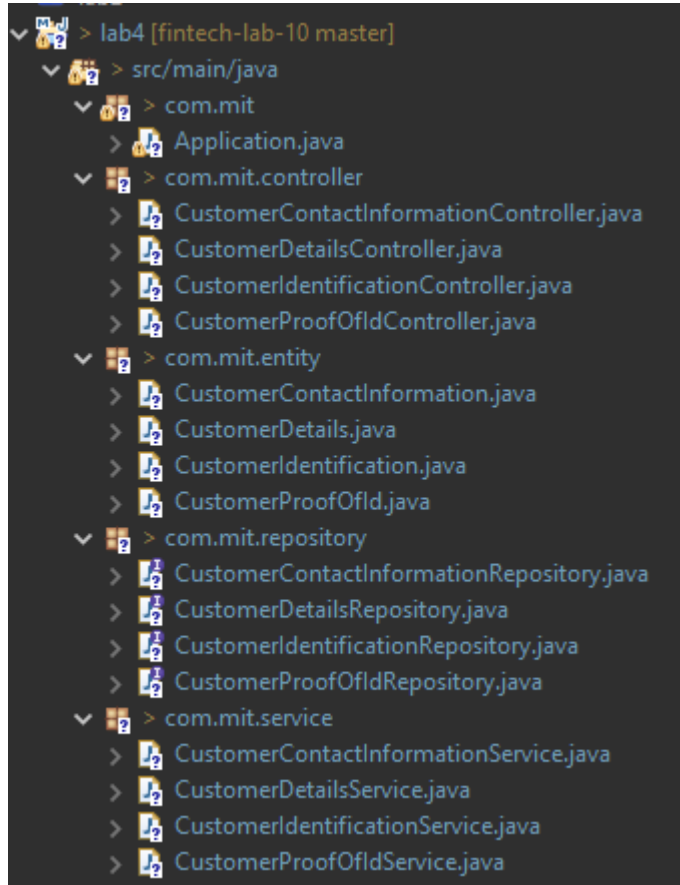 > lab4 [fintech-lab-10 master]
> src/main/java
> com.mit
Application.java
> com.mit.controller
CustomerContactInformationController.java
CustomerDetailsController.java
CustomerIdentificationController.java
CustomerProofOfIdController.java
> com.mit.entity
CustomerContactInformation.java
CustomerDetails.java
CustomerIdentification.java
CustomerProofOfId.java
> com.mit.repository
CustomerContactInformationRepository.java
CustomerDetailsRepository.java
CustomerIdentificationRepository.java
CustomerProofOfIdRepository.java
> com.mit.service
CustomerContactInformationService.java
CustomerDetailsService.java
CustomerIdentificationService.java
CustomerProofOfIdService.java